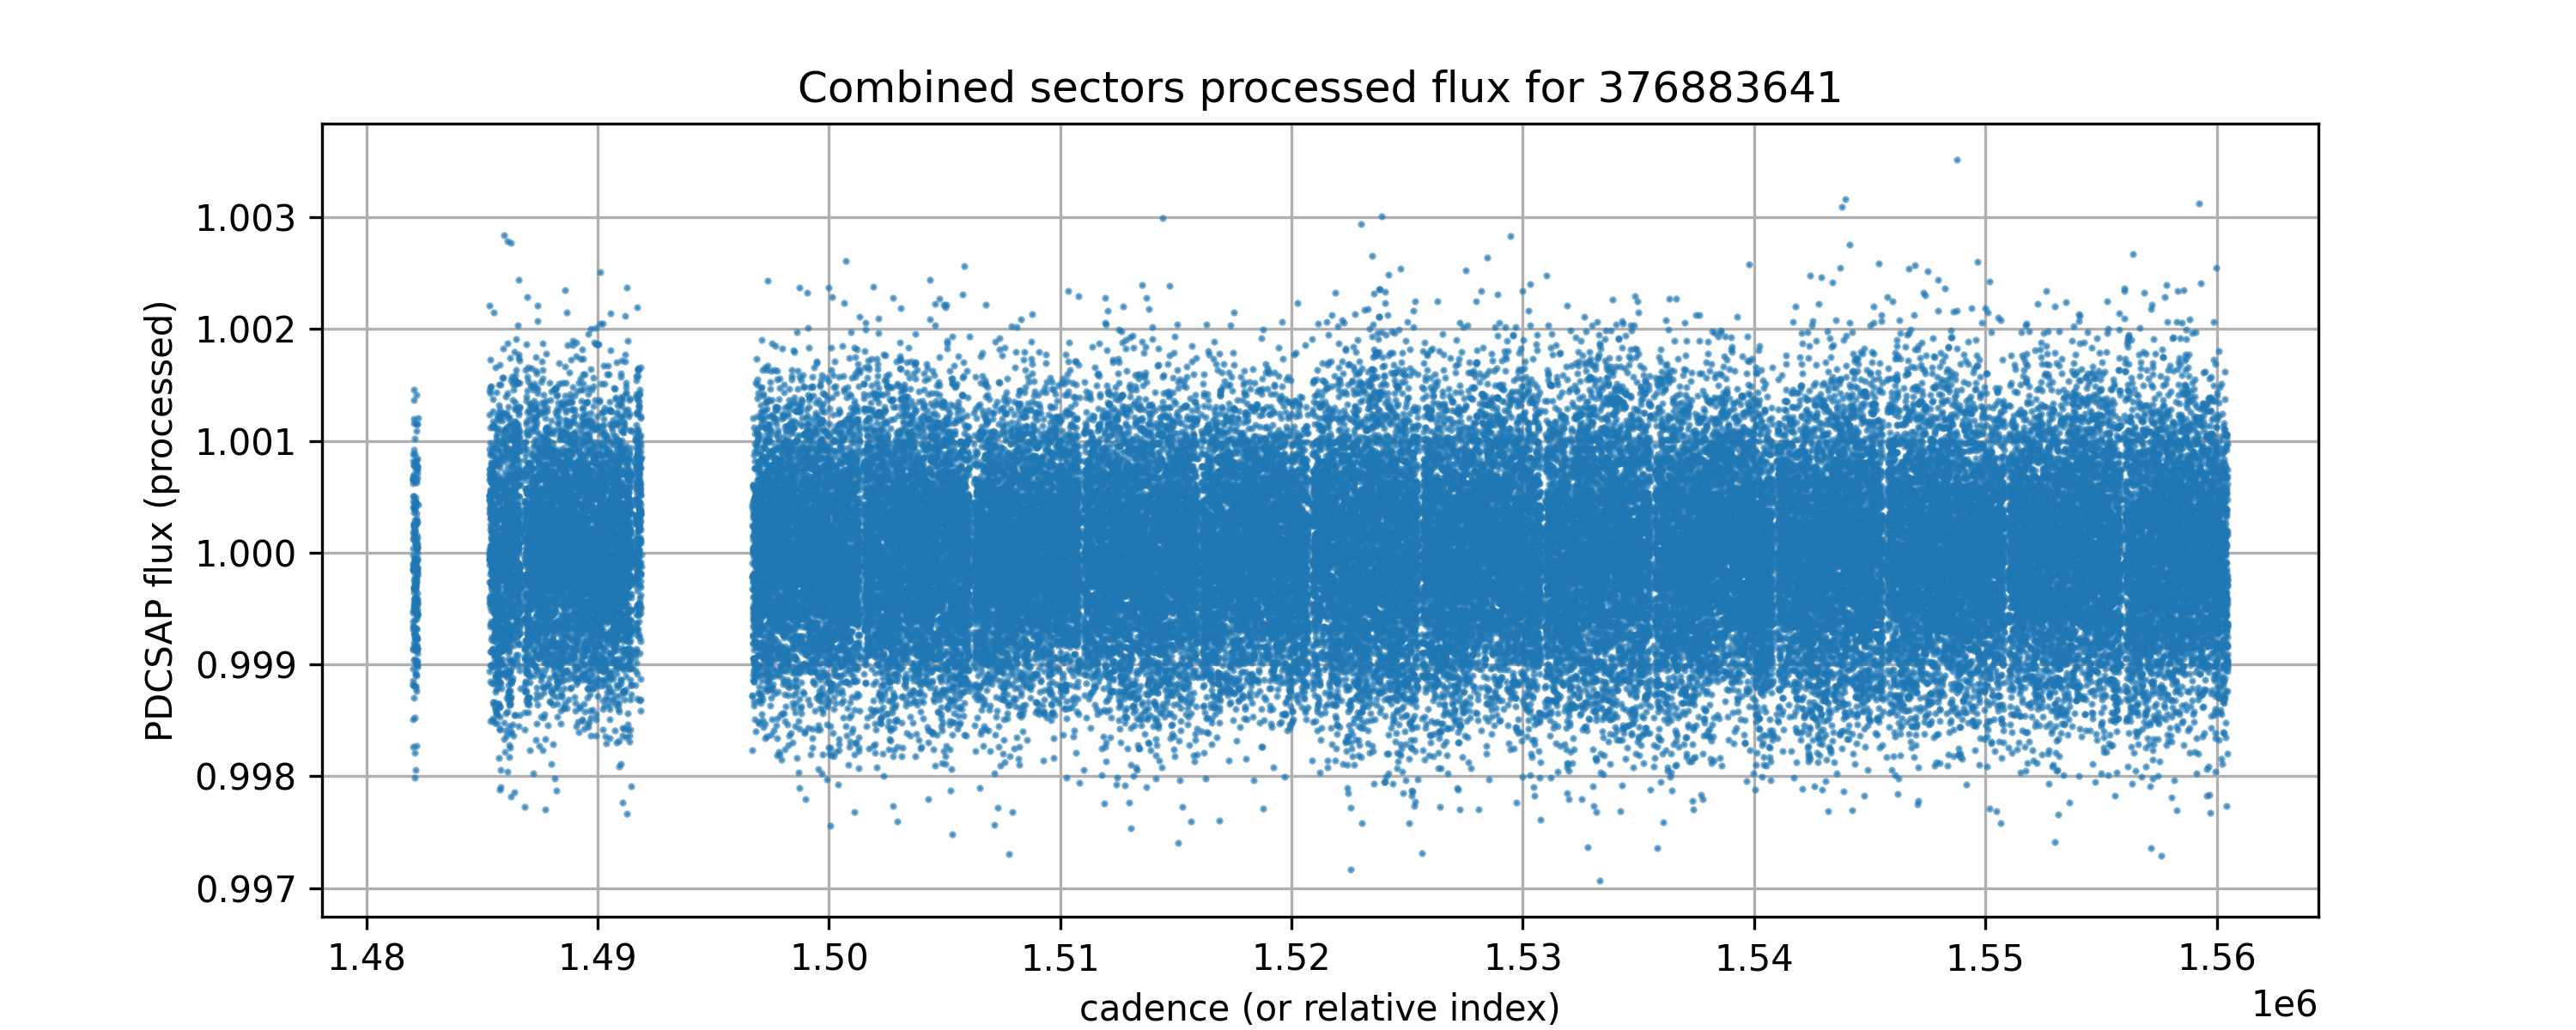 Combined sectors processed flux for 376883641
PDCSAP flux (processed)
1.003
1.002
1.001
1.000
0.999
0.998
0.997
1.48 1.49 1.50 1.51 1.52 1.53 1.54 1.55 1.56
cadence (or relative index)
1e6